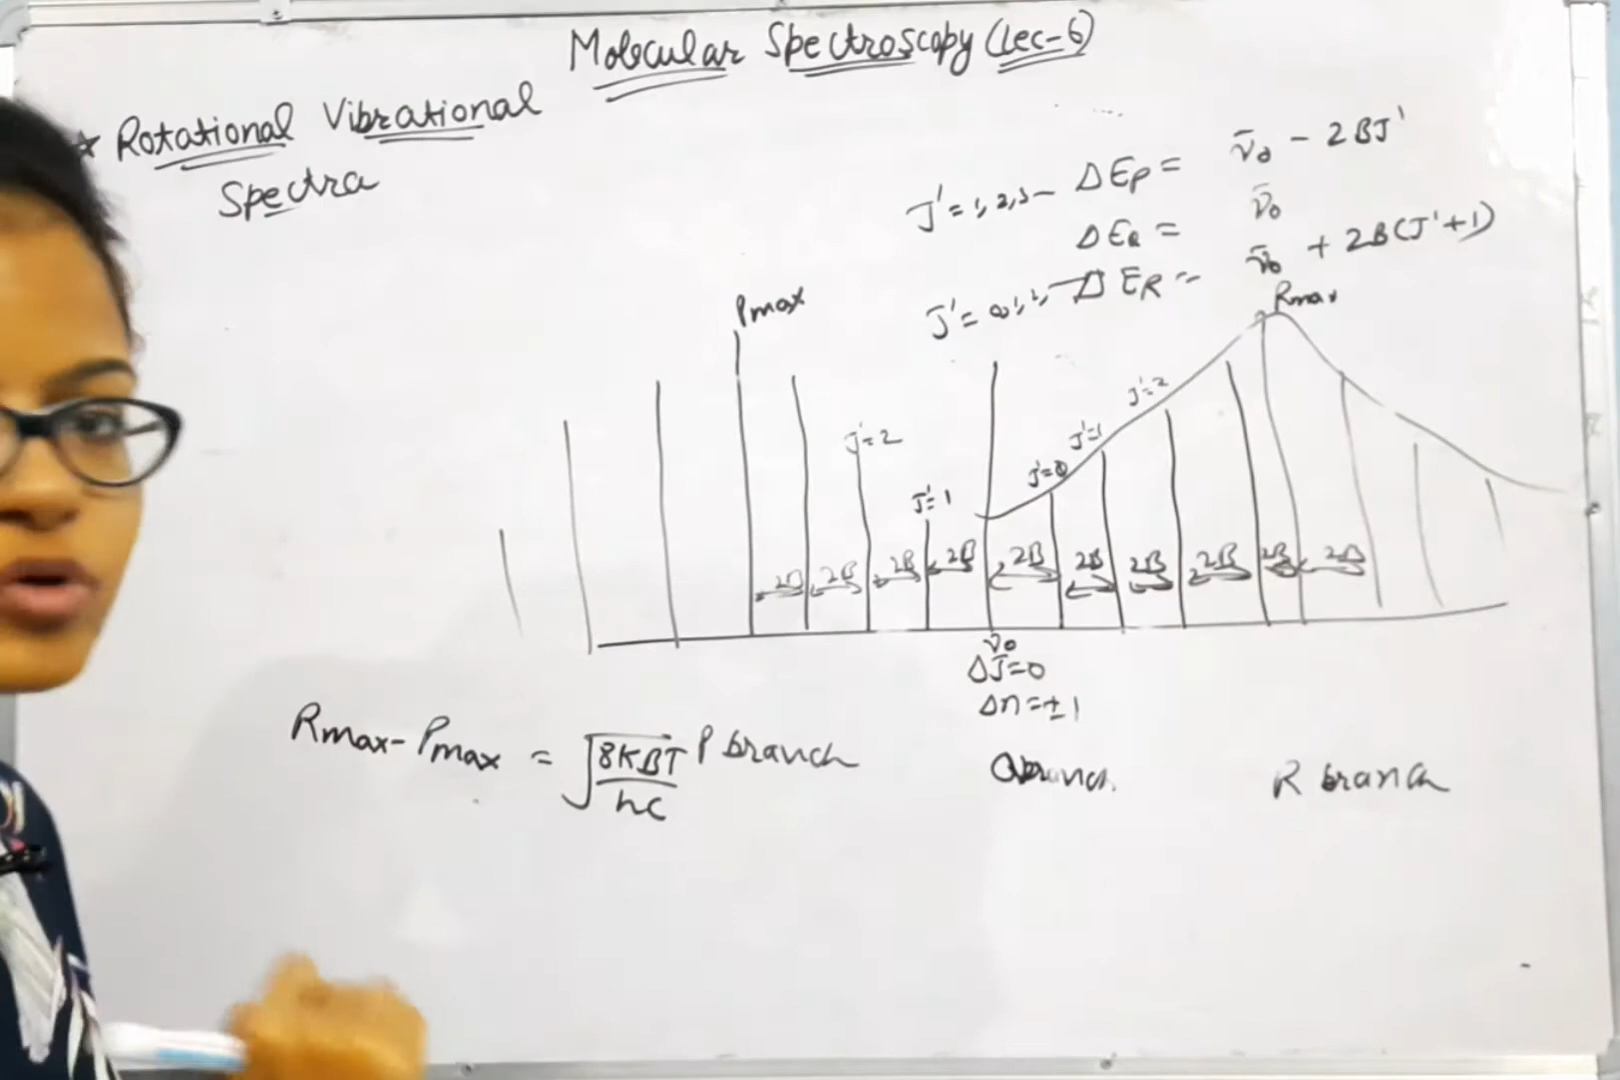 Molecular Spectroscopy (Lec-6)
★ Rotational Vibrational
Spectra
J' = 1, 2, 3 – ΔEP = ν̄0 – 2BJ'
ΔEQ = ν̄0
J' = 0, 1, 2, – ΔER = ν̄0 + 2B(J'+1)
Pmax
Rmax
J'=2
J'=1
J'=0
J'=1
J'=2
2B 2B 2B 2B 2B 2B 2B 2B 2B 2B
ν̄0
ΔJ=0
Δn=±1
Rmax – Pmax = √8KBT/hc
P branch
Q branch
R branch